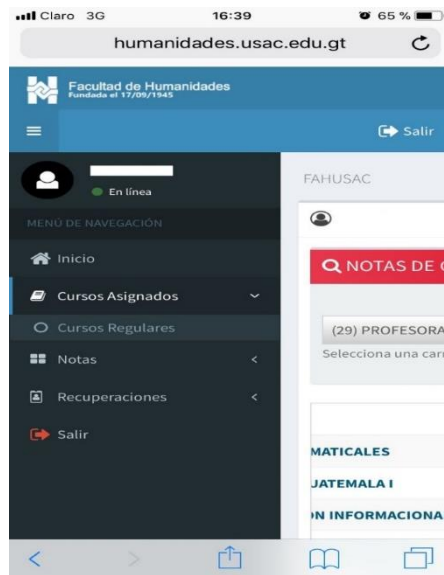 Claro 3G 16:39 65 %
humanidades.usac.edu.gt
Facultad de Humanidades
Fundada el 17/09/1945
Salir
En línea
FAHUSAC
MENÚ DE NAVEGACIÓN
Inicio
NOTAS DE
Cursos Asignados
Cursos Regulares
(29) PROFESORA
Selecciona una car
Notas
Recuperaciones
Salir
MATICALES
UATEMALA I
ON INFORMACIONA